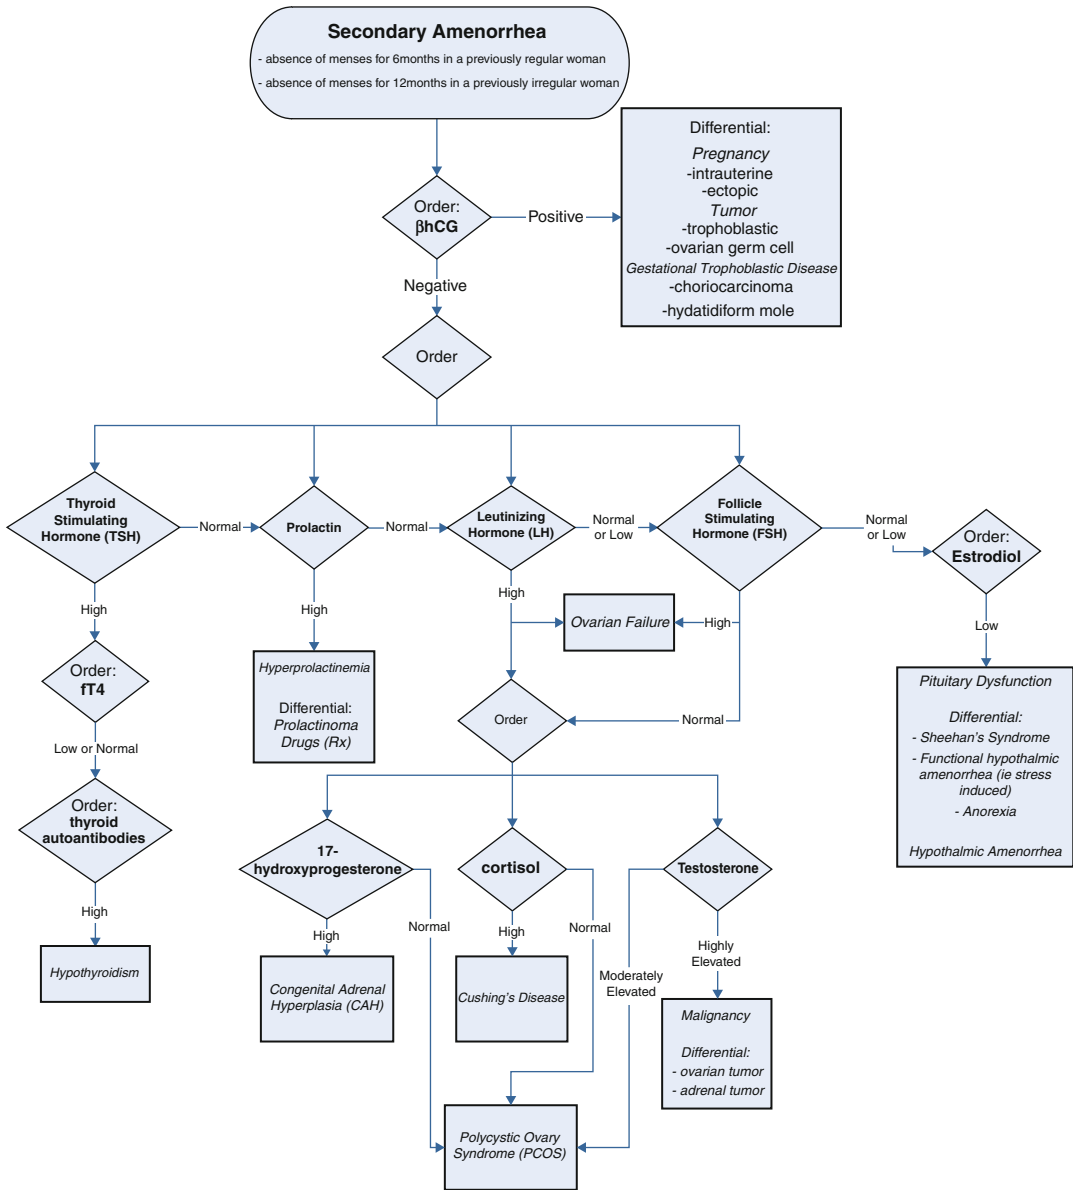 Secondary Amenorrhea
- absence of menses for 6months in a previously regular woman
- absence of menses for 12months in a previously irregular woman
Differential:
Pregnancy
-intrauterine
-ectopic
Tumor
-trophoblastic
-ovarian germ cell
Gestational Trophoblastic Disease
-choriocarcinoma
-hydatidiform mole
Order:
βhCG
Positive
Negative
Order
Thyroid
Stimulating
Hormone (TSH)
Normal
Prolactin
Normal
Leutinizing
Hormone (LH)
Normal
or Low
Follicle
Stimulating
Hormone (FSH)
Normal
or Low
Order:
Estrodiol
High
High
High
Ovarian Failure
High
Low
Order:
fT4
Hyperprolactinemia
Differential:
Prolactinoma
Drugs (Rx)
Order
Normal
Pituitary Dysfunction
Differential:
- Sheehan's Syndrome
- Functional hypothalmic
amenorrhea (ie stress
induced)
- Anorexia
Hypothalmic Amenorrhea
Low or Normal
Order:
thyroid
autoantibodies
17-
hydroxyprogesterone
cortisol
Testosterone
High
High
Normal
High
Normal
Moderately
Elevated
Highly
Elevated
Hypothyroidism
Congenital Adrenal
Hyperplasia (CAH)
Cushing's Disease
Malignancy
Differential:
- ovarian tumor
- adrenal tumor
Polycystic Ovary
Syndrome (PCOS)